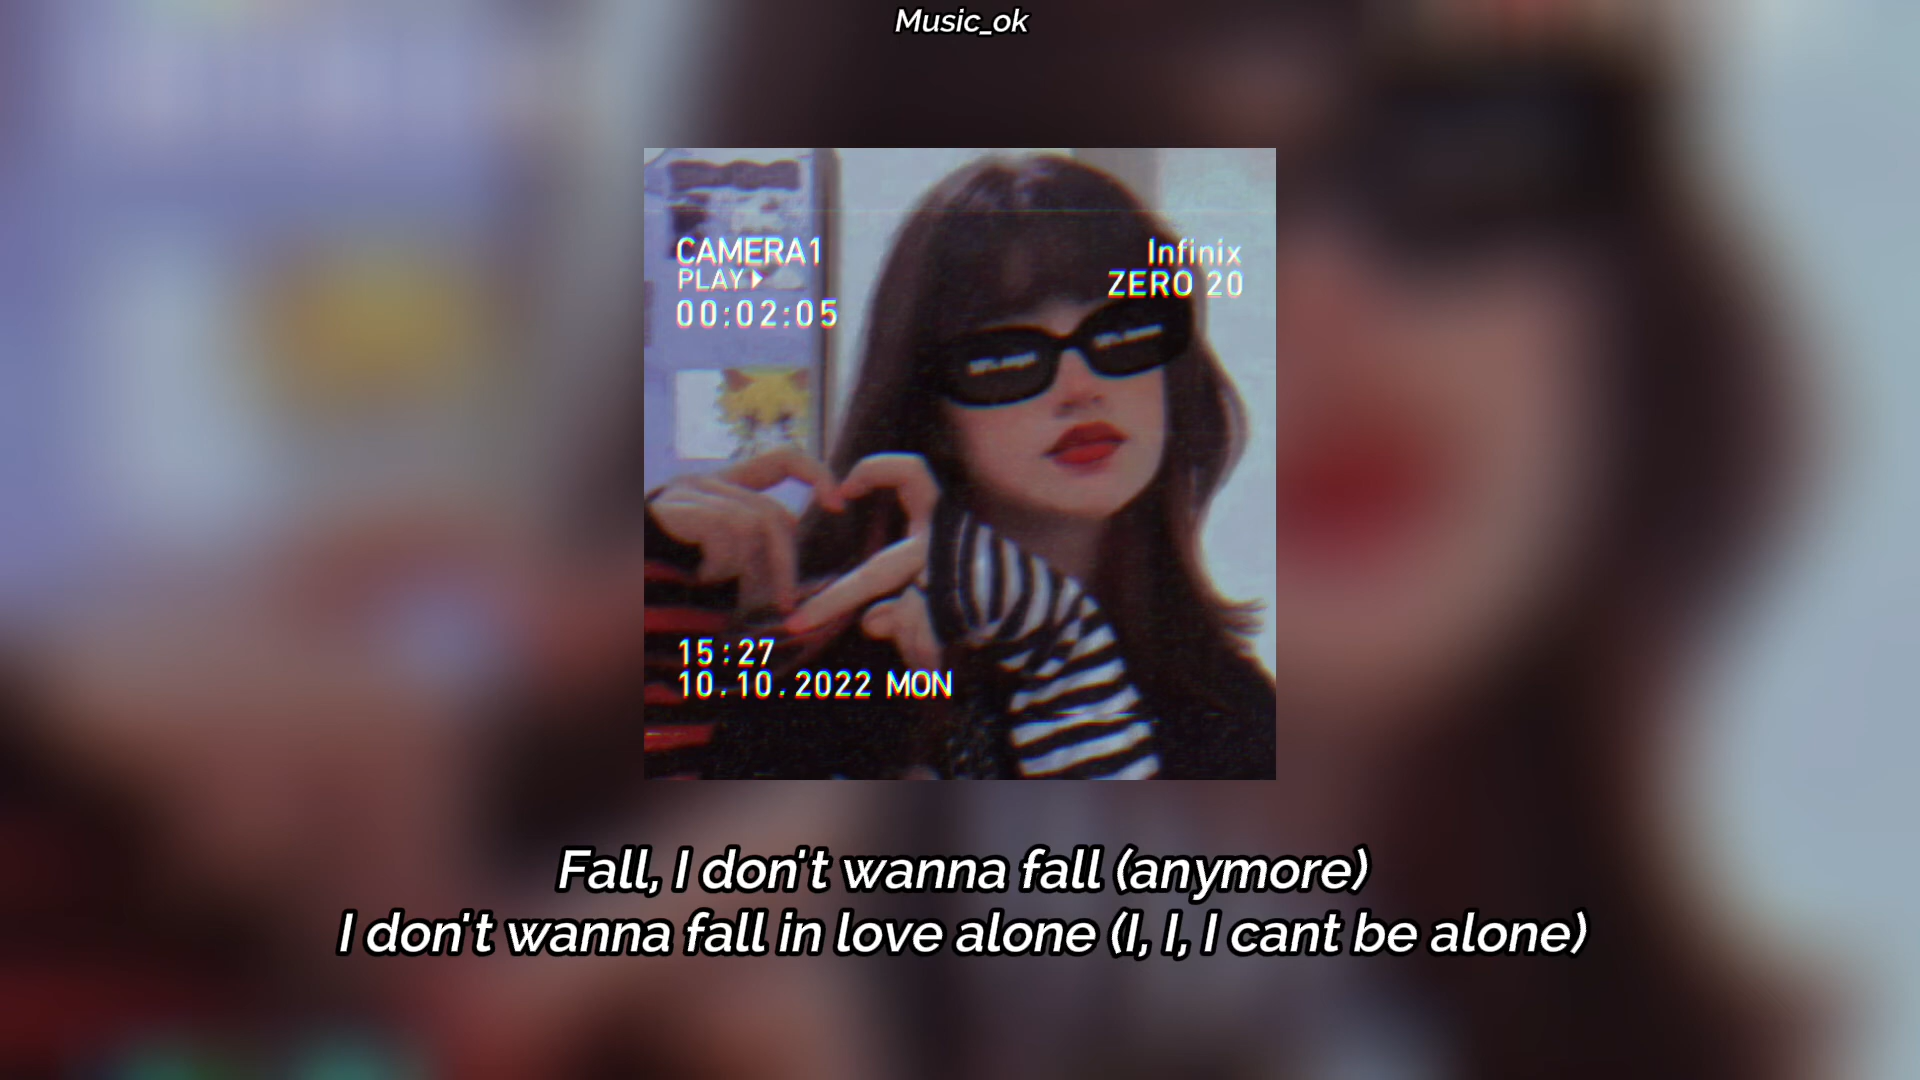 Music_ok
CAMERA1
PLAY
00:02:05
Infinix
ZERO 20
15:27
10.10.2022 MON
Fall, I don't wanna fall (anymore)
I don't wanna fall in love alone (I, I, I cant be alone)